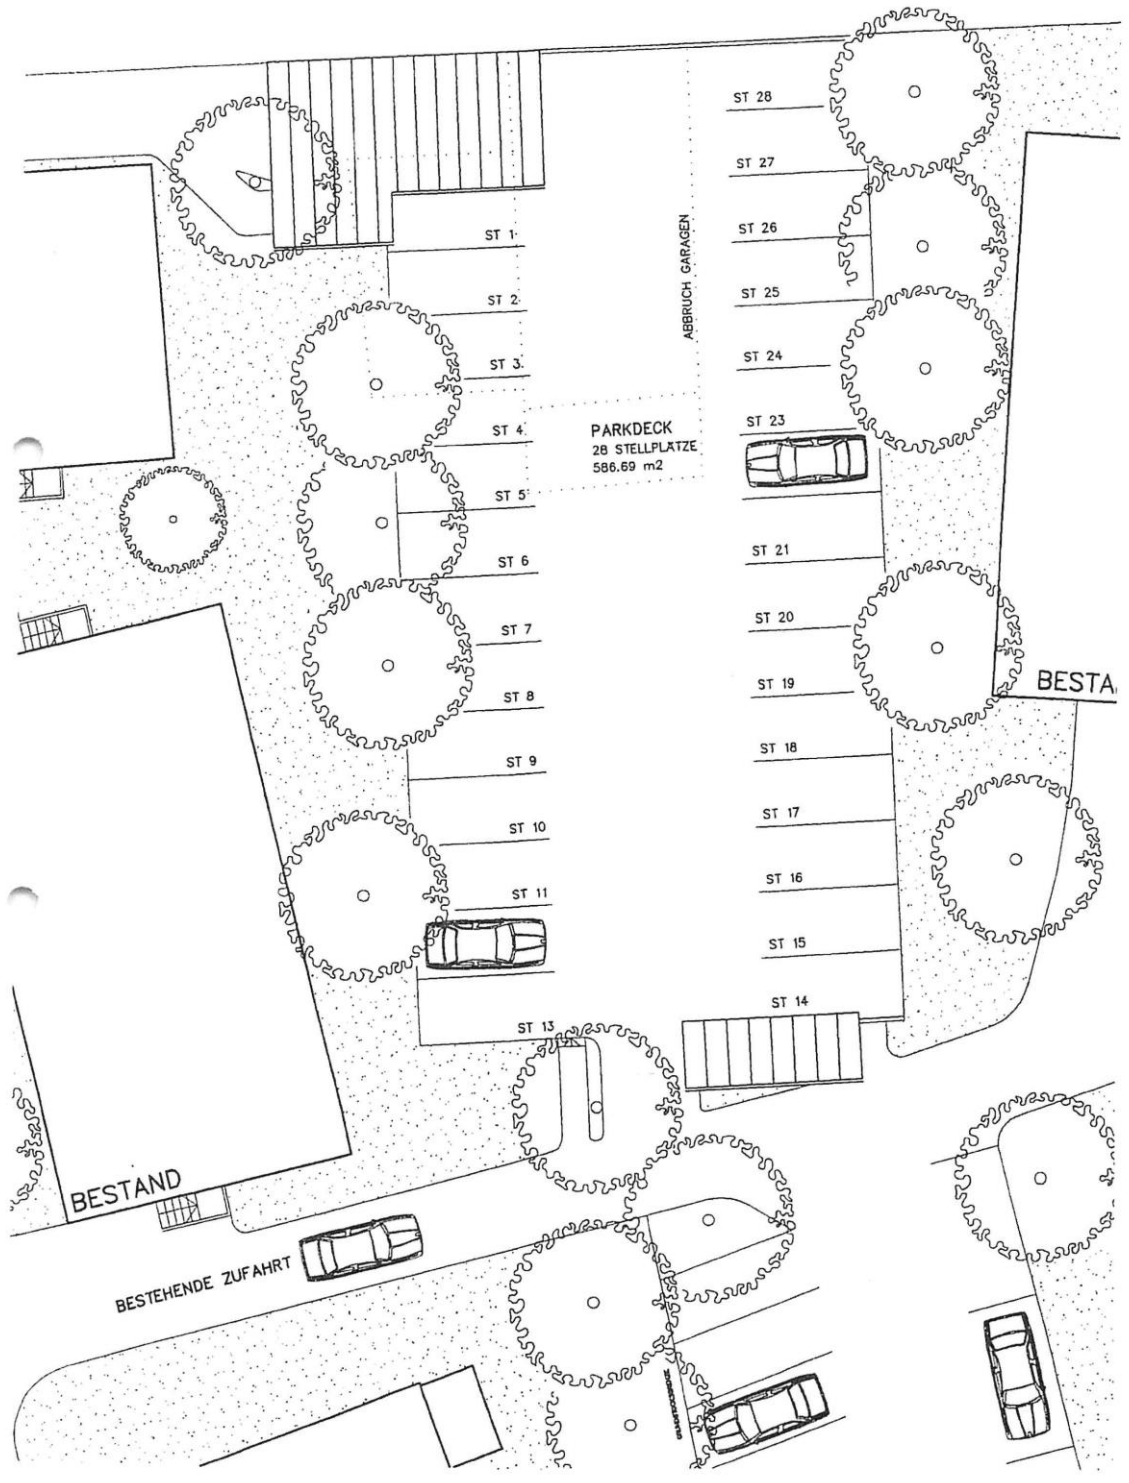 ST 28
ST 27
ST 26
ST 25
ST 24
ST 23
ST 21
ST 20
ST 19
ST 18
ST 17
ST 16
ST 15
ST 14
ST 1
ST 2
ST 3
ST 4
ST 5
ST 6
ST 7
ST 8
ST 9
ST 10
ST 11
ST 13
ABBRUCH GARAGEN
PARKDECK
28 STELLPLÄTZE
586.69 m2
BESTA
BESTAND
BESTEHENDE ZUFAHRT